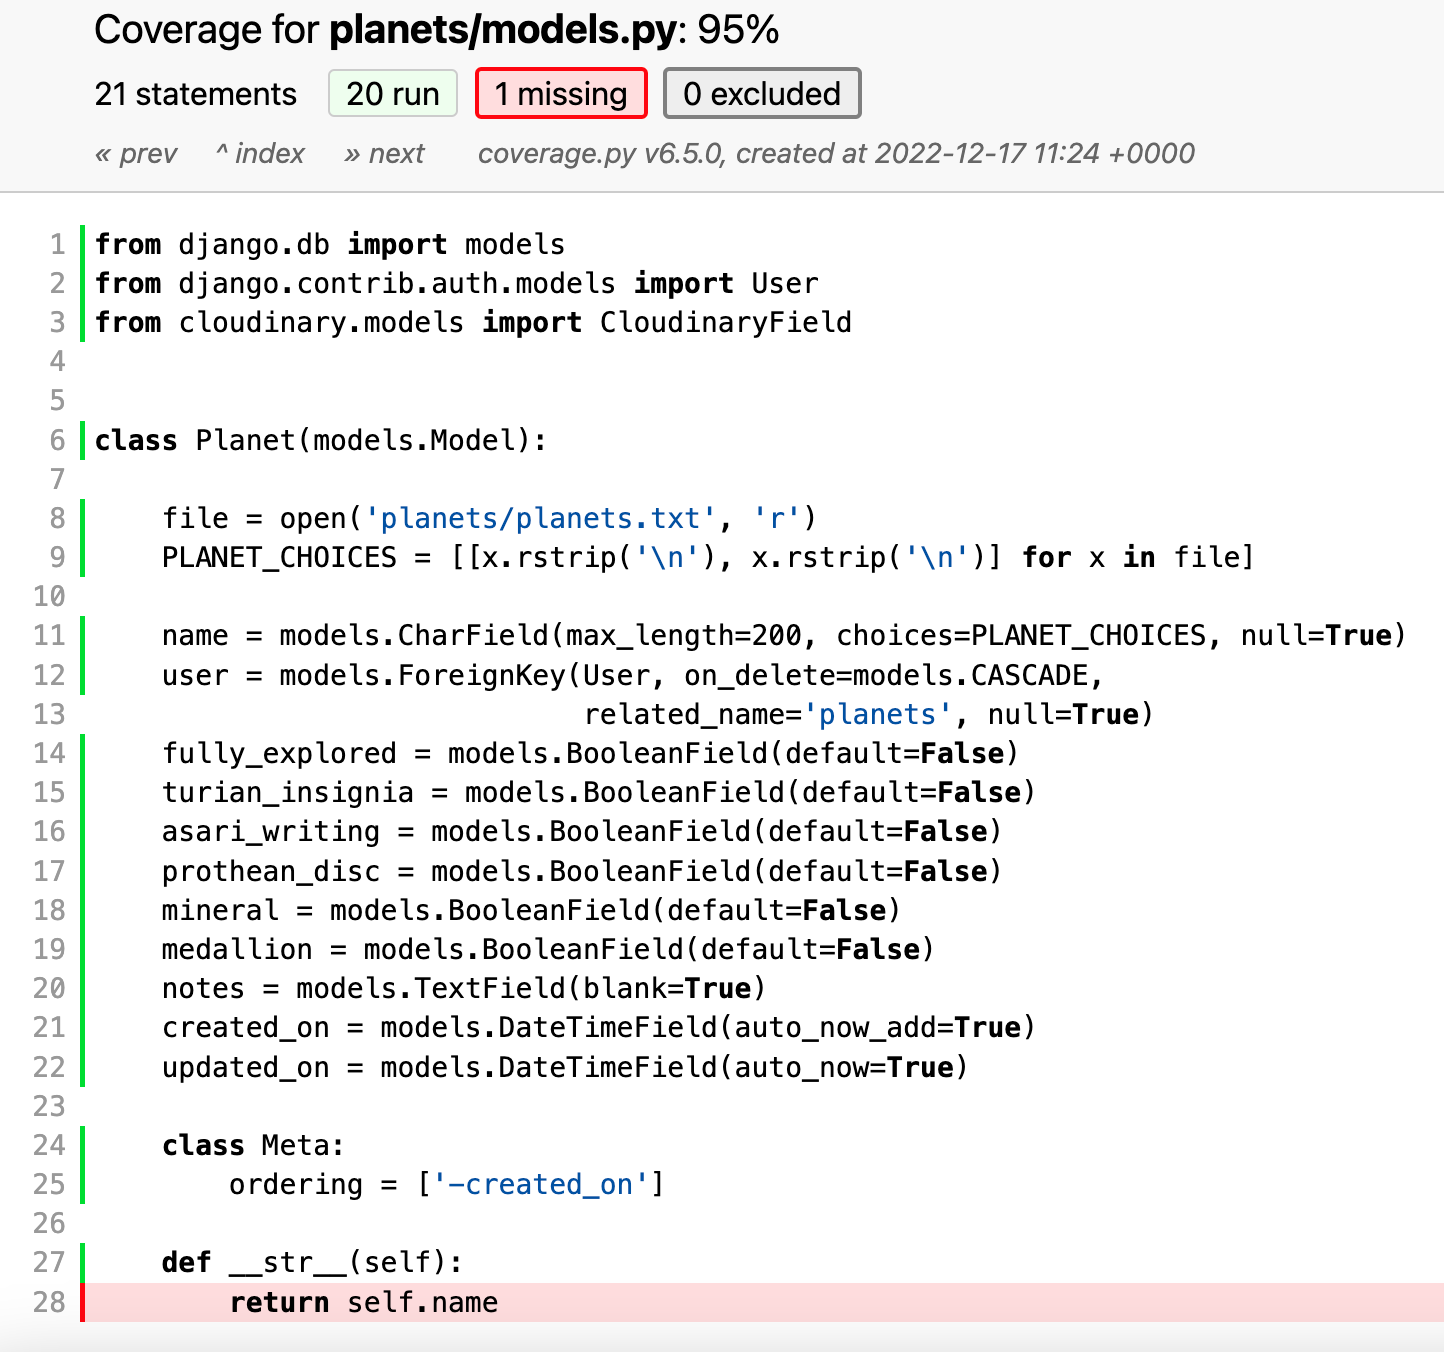 Coverage for planets/models.py: 95%
21 statements 20 run 1 missing 0 excluded
« prev ^ index » next coverage.py v6.5.0, created at 2022-12-17 11:24 +0000
1 from django.db import models
2 from django.contrib.auth.models import User
3 from cloudinary.models import CloudinaryField
4
5
6 class Planet(models.Model):
7
8     file = open('planets/planets.txt', 'r')
9     PLANET_CHOICES = [[x.rstrip('\n'), x.rstrip('\n')] for x in file]
10
11     name = models.CharField(max_length=200, choices=PLANET_CHOICES, null=True)
12     user = models.ForeignKey(User, on_delete=models.CASCADE,
13                              related_name='planets', null=True)
14     fully_explored = models.BooleanField(default=False)
15     turian_insignia = models.BooleanField(default=False)
16     asari_writing = models.BooleanField(default=False)
17     prothean_disc = models.BooleanField(default=False)
18     mineral = models.BooleanField(default=False)
19     medallion = models.BooleanField(default=False)
20     notes = models.TextField(blank=True)
21     created_on = models.DateTimeField(auto_now_add=True)
22     updated_on = models.DateTimeField(auto_now=True)
23
24     class Meta:
25         ordering = ['-created_on']
26
27     def __str__(self):
28         return self.name